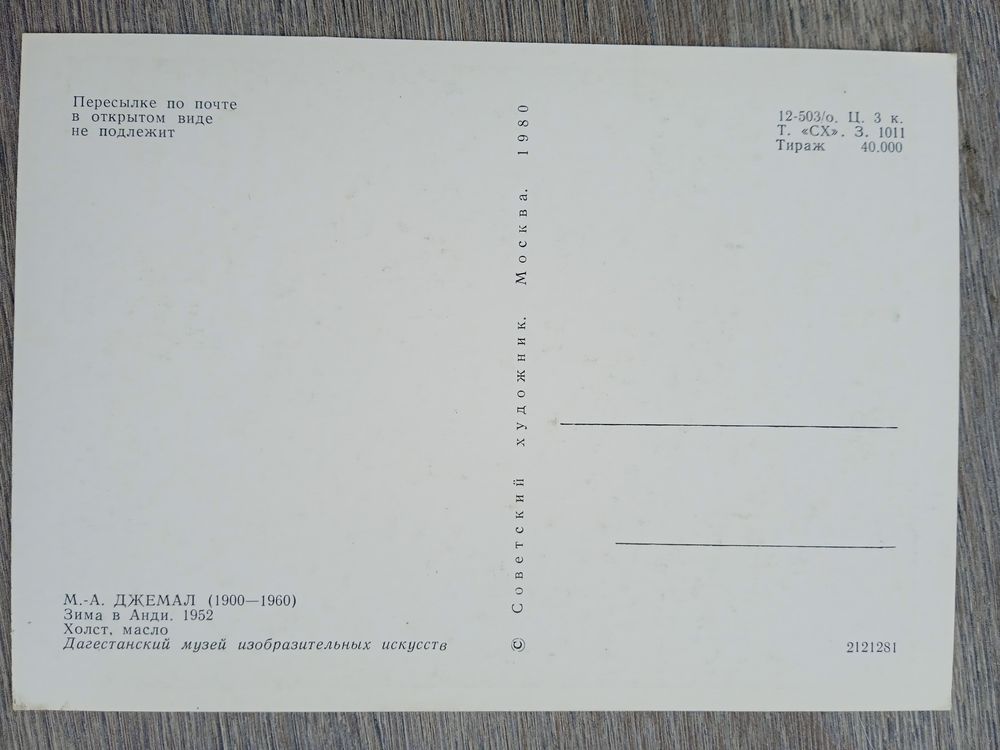 Пересылке по почте
в открытом виде
не подлежит
12-503/о. Ц. 3 к.
Т. «СХ». З. 1011
Тираж 40.000
© Советский художник. Москва. 1980
М.-А. ДЖЕМАЛ (1900—1960)
Зима в Анди. 1952
Холст, масло
Дагестанский музей изобразительных искусств
2121281